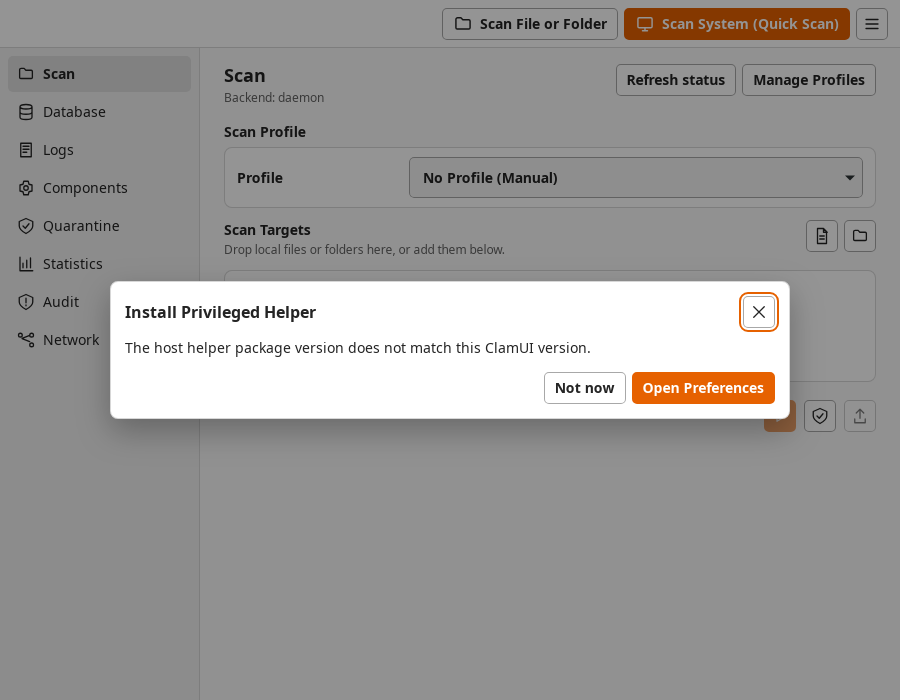 Scan File or Folder
Scan System (Quick Scan)
Scan
Database
Logs
Components
Quarantine
Statistics
Audit
Network
Scan
Backend: daemon
Refresh status
Manage Profiles
Scan Profile
Profile
No Profile (Manual)
Scan Targets
Drop local files or folders here, or add them below.
Install Privileged Helper
The host helper package version does not match this ClamUI version.
Not now
Open Preferences